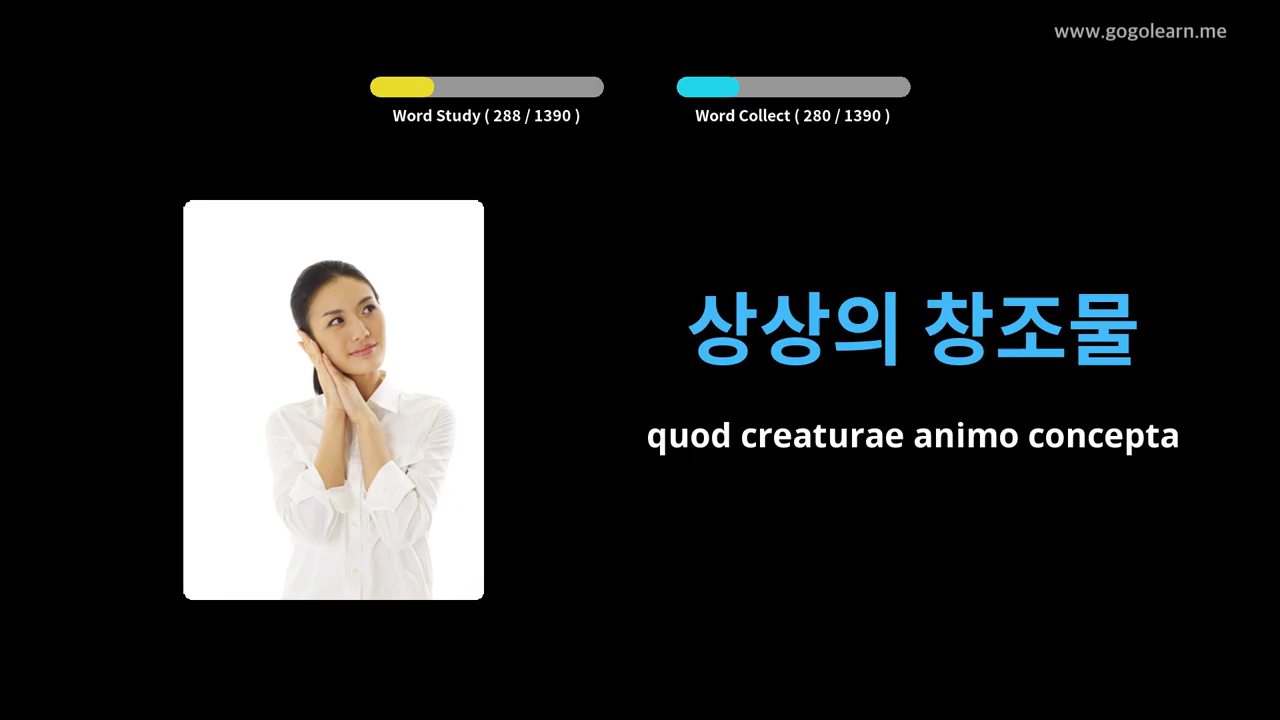 www.gogolearn.me
Word Study ( 288 / 1390 )
Word Collect ( 280 / 1390 )
상상의 창조물
quod creaturae animo concepta